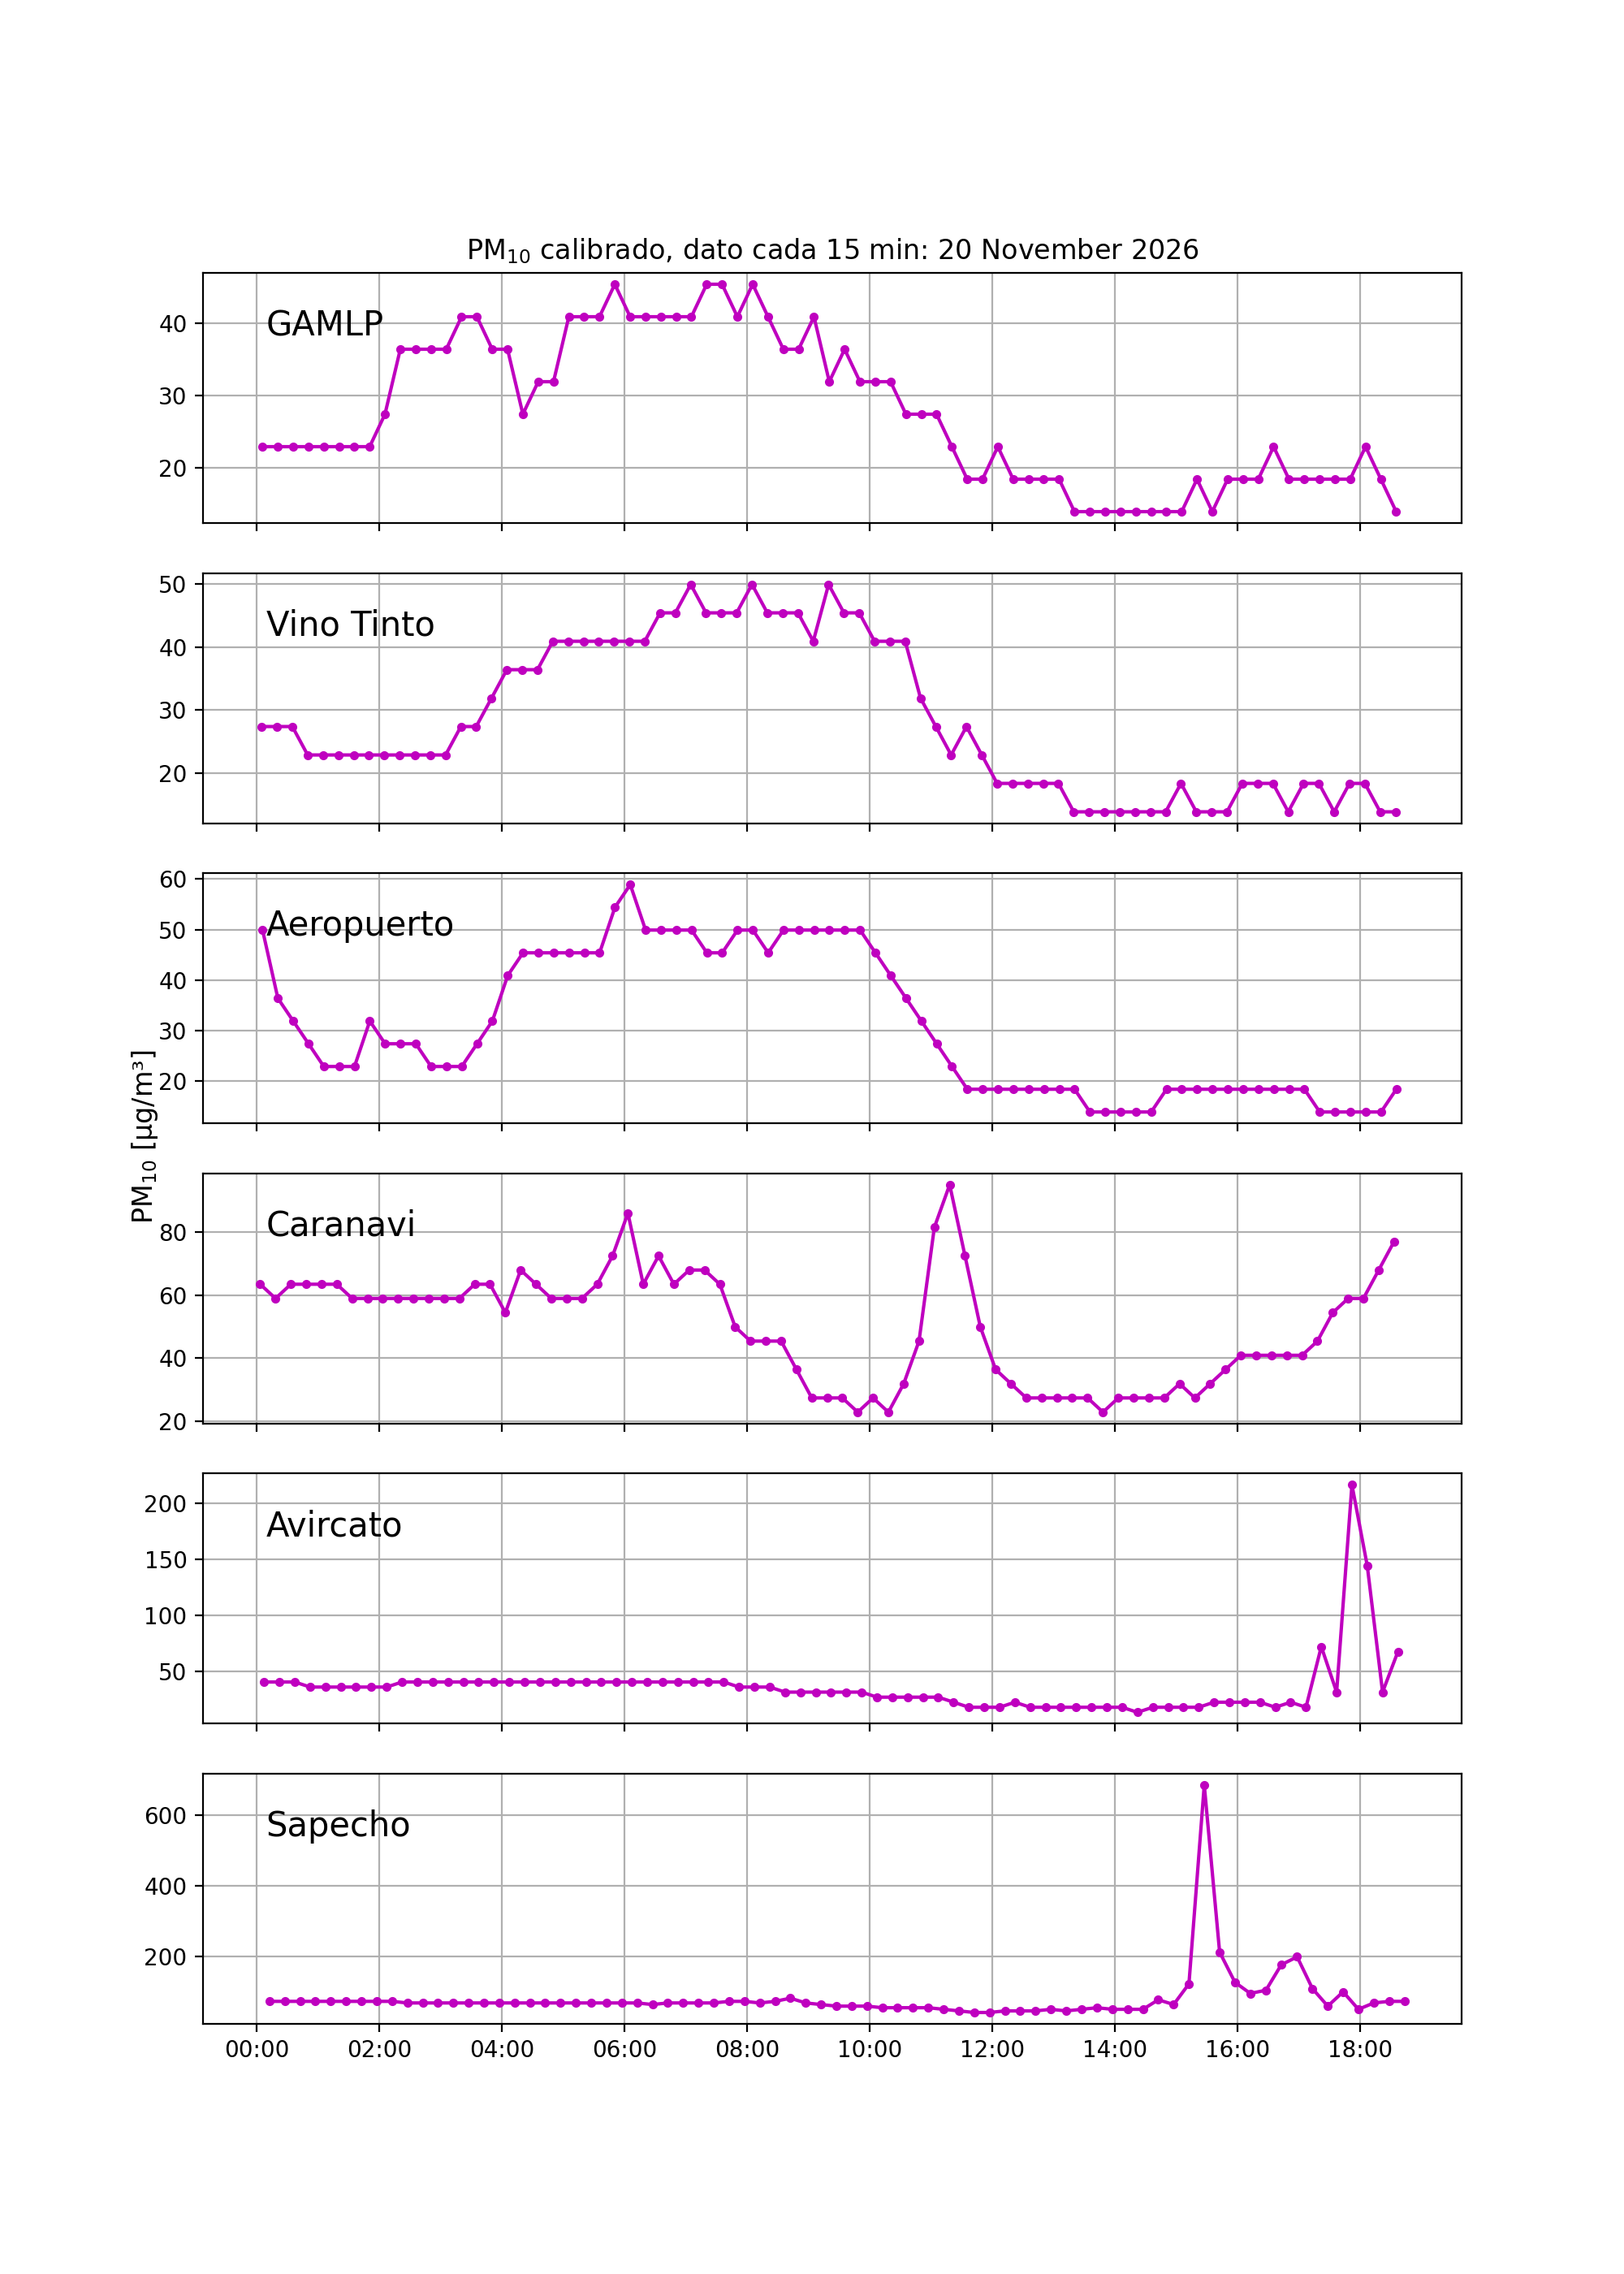 PM₁₀ calibrado, dato cada 15 min: 20 November 2026
40
30
20
GAMLP
50
40
30
20
Vino Tinto
60
50
40
30
20
Aeropuerto
PM₁₀ [µg/m³]
80
60
40
20
Caranavi
200
150
100
50
Avircato
600
400
200
Sapecho
00:00 02:00 04:00 06:00 08:00 10:00 12:00 14:00 16:00 18:00